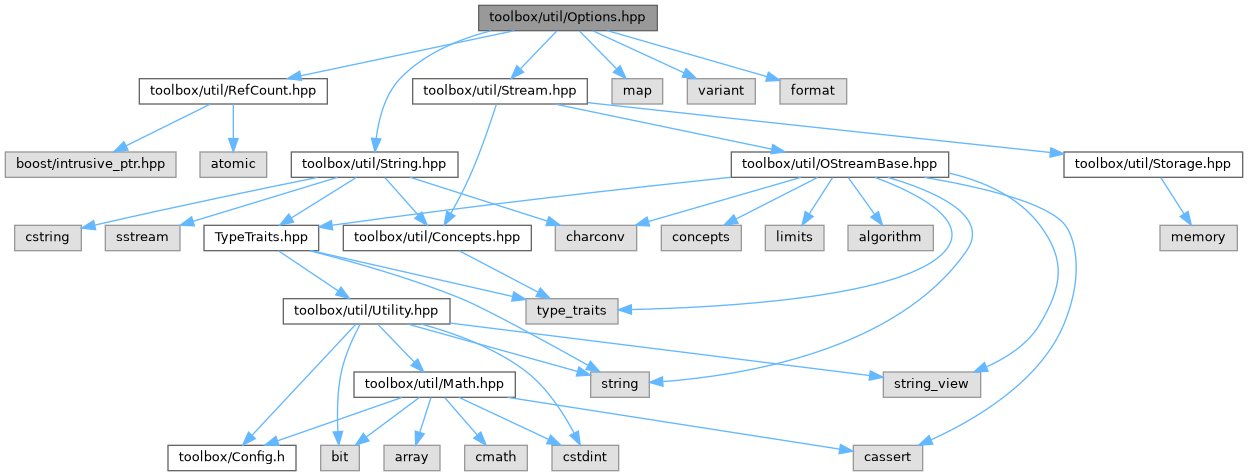 toolbox/util/Options.hpp
toolbox/util/RefCount.hpp
toolbox/util/Stream.hpp
map
variant
format
boost/intrusive_ptr.hpp
atomic
toolbox/util/String.hpp
toolbox/util/OStreamBase.hpp
toolbox/util/Storage.hpp
cstring
sstream
TypeTraits.hpp
toolbox/util/Concepts.hpp
charconv
concepts
limits
algorithm
memory
toolbox/util/Utility.hpp
type_traits
toolbox/util/Math.hpp
string
string_view
toolbox/Config.h
bit
array
cmath
cstdint
cassert